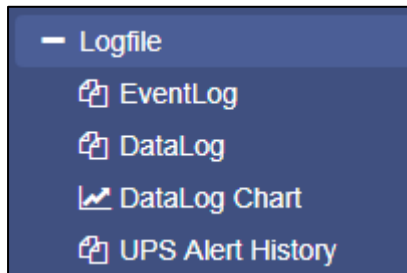 Logfile
EventLog
DataLog
DataLog Chart
UPS Alert History